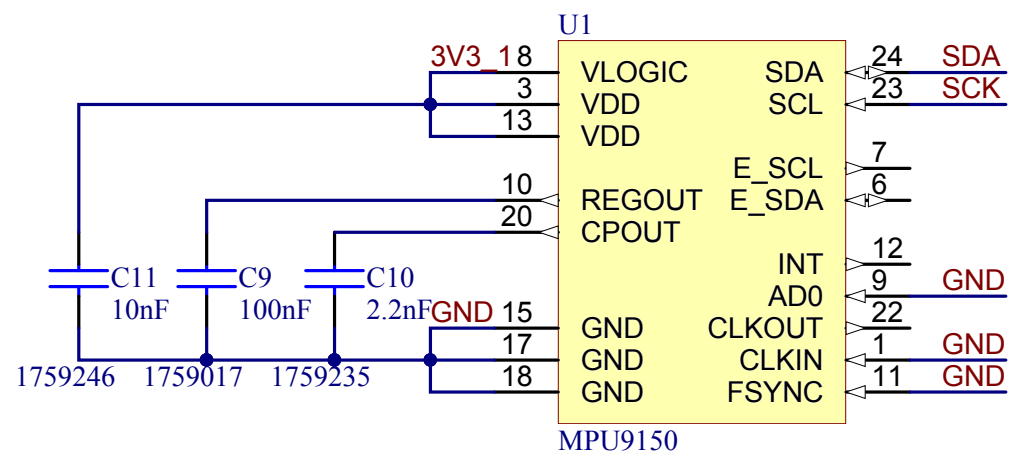 U1
3V3_1 8 VLOGIC SDA 24 SDA
3 VDD SCL 23 SCK
13 VDD
E_SCL 7
10 REGOUT E_SDA 6
20 CPOUT
INT 12
C11 C9 C10
10nF 100nF 2.2nF
AD0 9 GND
GND 15 GND CLKOUT 22
17 GND CLKIN 1 GND
18 GND FSYNC 11 GND
1759246 1759017 1759235
MPU9150